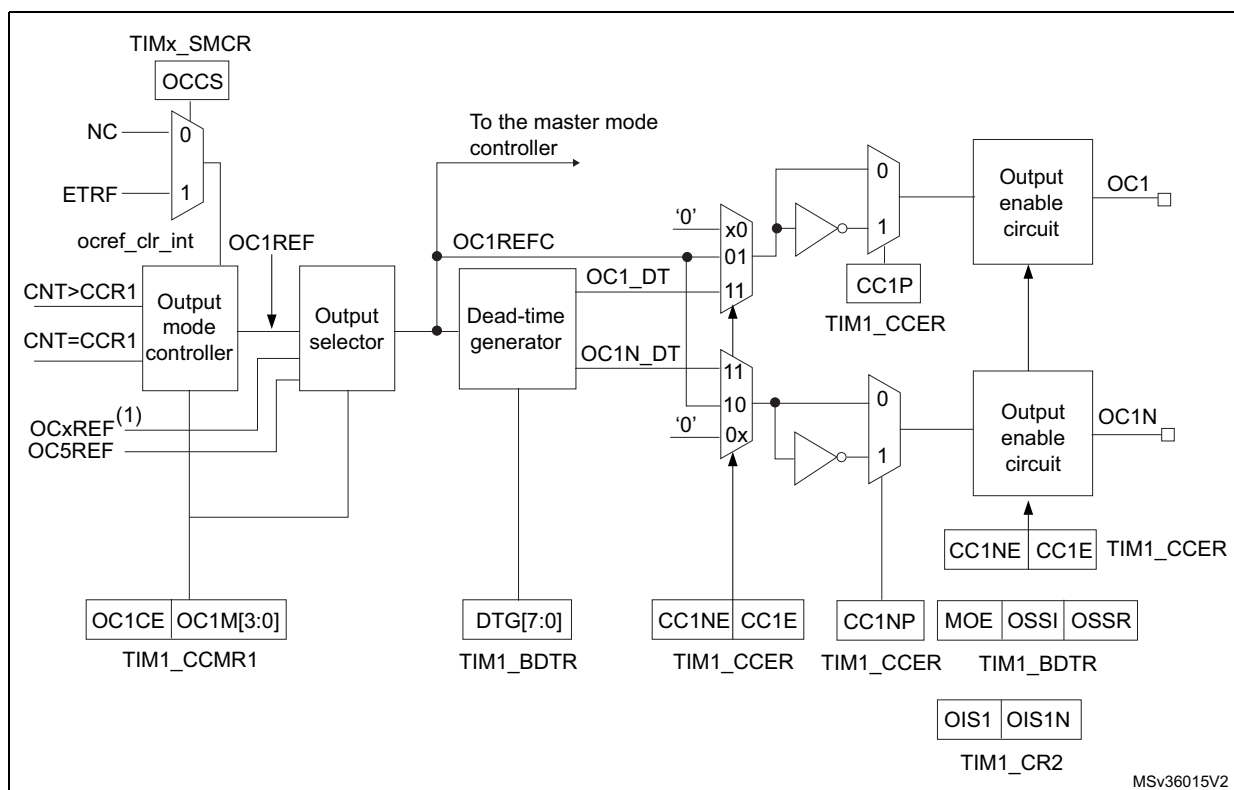 TIMx_SMCR
OCCS
NC
0
ETRF
1
ocref_clr_int
OC1REF
CNT>CCR1
CNT=CCR1
Output
mode
controller
Output
selector
OCxREF(1)
OC5REF
OC1CE
OC1M[3:0]
TIM1_CCMR1
To the master mode
controller
OC1REFC
Dead-time
generator
OC1_DT
OC1N_DT
DTG[7:0]
TIM1_BDTR
'0'
x0
01
11
11
10
'0'
0x
CC1NE
CC1E
TIM1_CCER
0
1
CC1P
TIM1_CCER
0
1
CC1NP
TIM1_CCER
Output
enable
circuit
OC1
Output
enable
circuit
OC1N
CC1NE
CC1E
TIM1_CCER
MOE
OSSI
OSSR
TIM1_BDTR
OIS1
OIS1N
TIM1_CR2
MSv36015V2